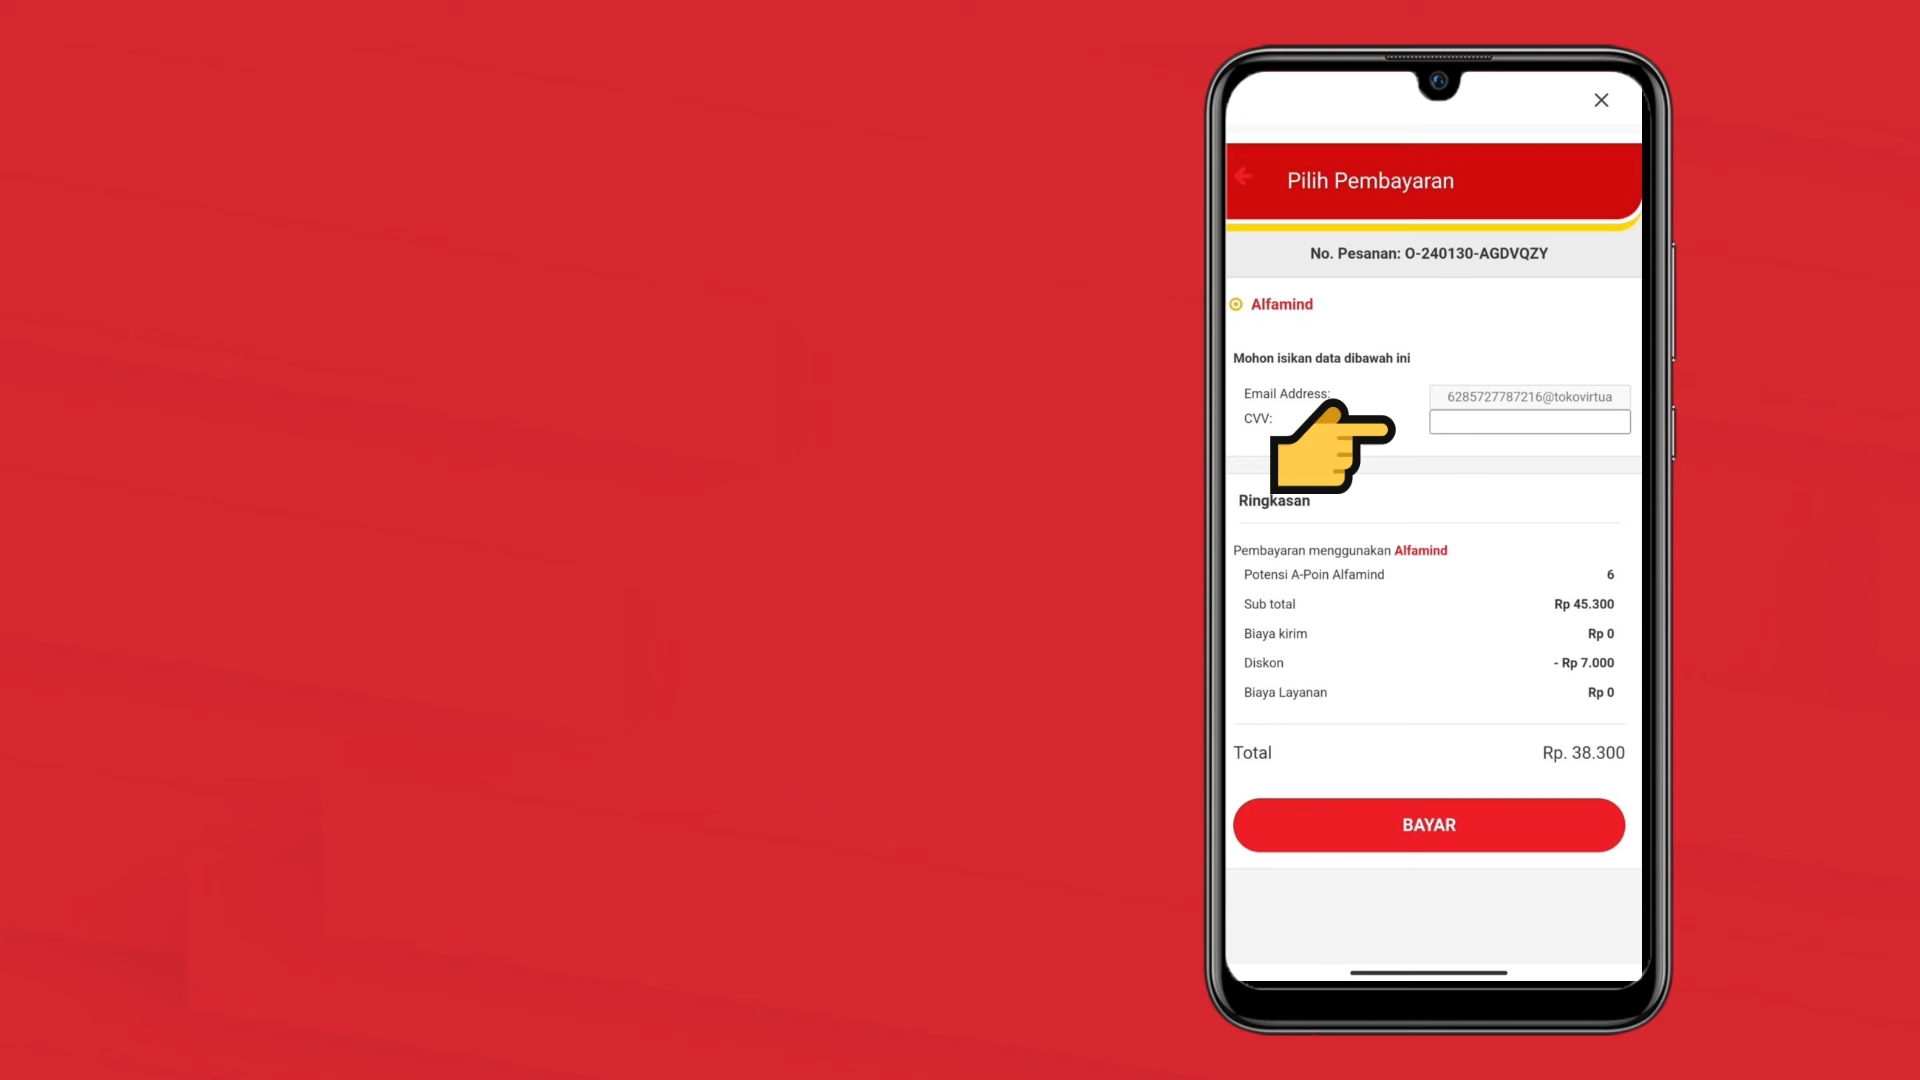 Pilih Pembayaran
No. Pesanan: O-240130-AGDVQZY
Alfamind
Mohon isikan data dibawah ini
Email Address: 6285727787216@tokovirtua
CVV:
Ringkasan
Pembayaran menggunakan Alfamind
Potensi A-Poin Alfamind 6
Sub total Rp 45.300
Biaya kirim Rp 0
Diskon - Rp 7.000
Biaya Layanan Rp 0
Total Rp. 38.300
BAYAR